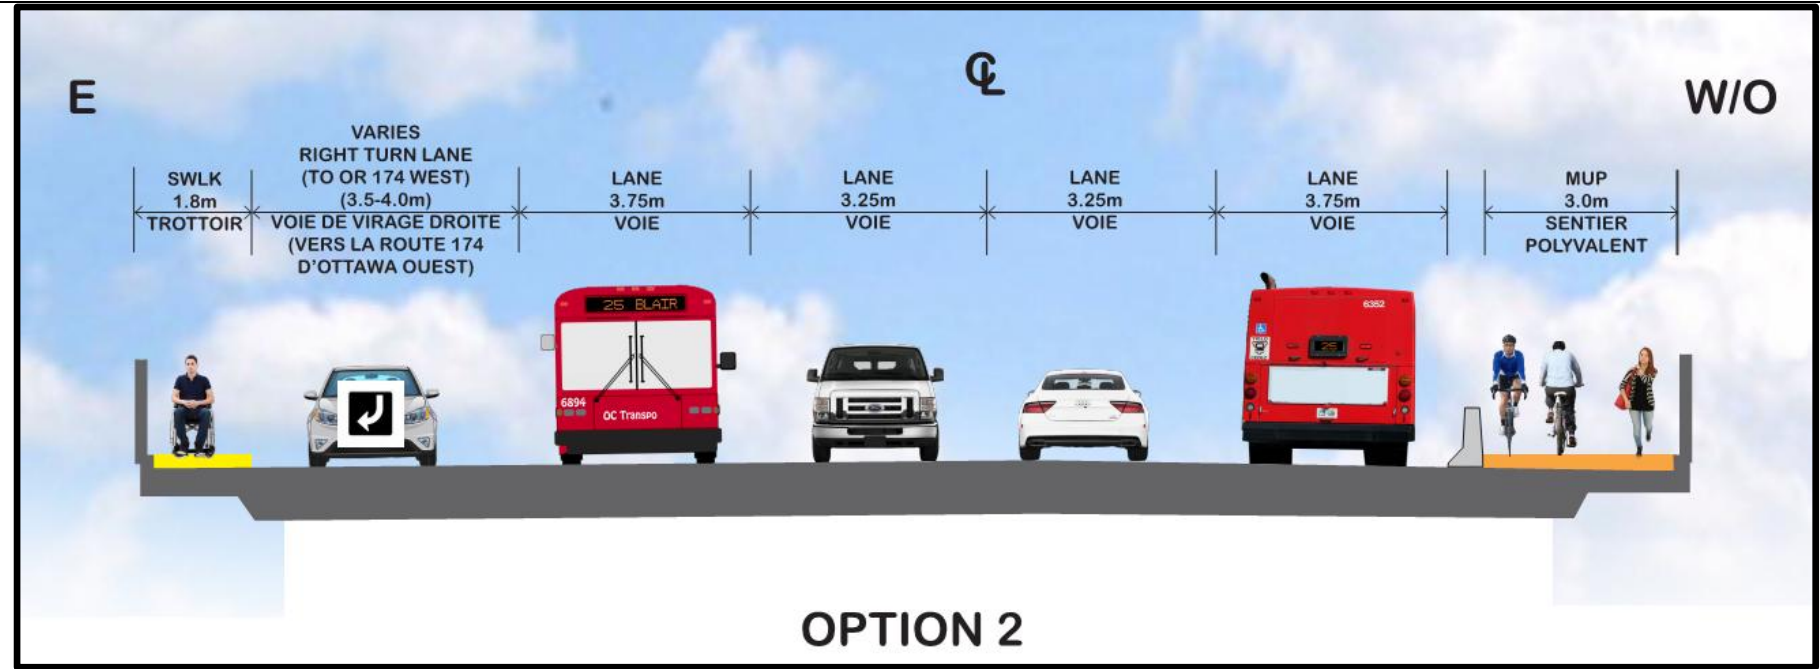 E
℄
W/O
SWLK
1.8m
TROTTOIR
VARIES
RIGHT TURN LANE
(TO OR 174 WEST)
(3.5-4.0m)
VOIE DE VIRAGE DROITE
(VERS LA ROUTE 174
D'OTTAWA OUEST)
LANE
3.75m
VOIE
LANE
3.25m
VOIE
LANE
3.25m
VOIE
LANE
3.75m
VOIE
MUP
3.0m
SENTIER
POLYVALENT
25 BLAIR
6894
OC Transpo
6352
25
OPTION 2